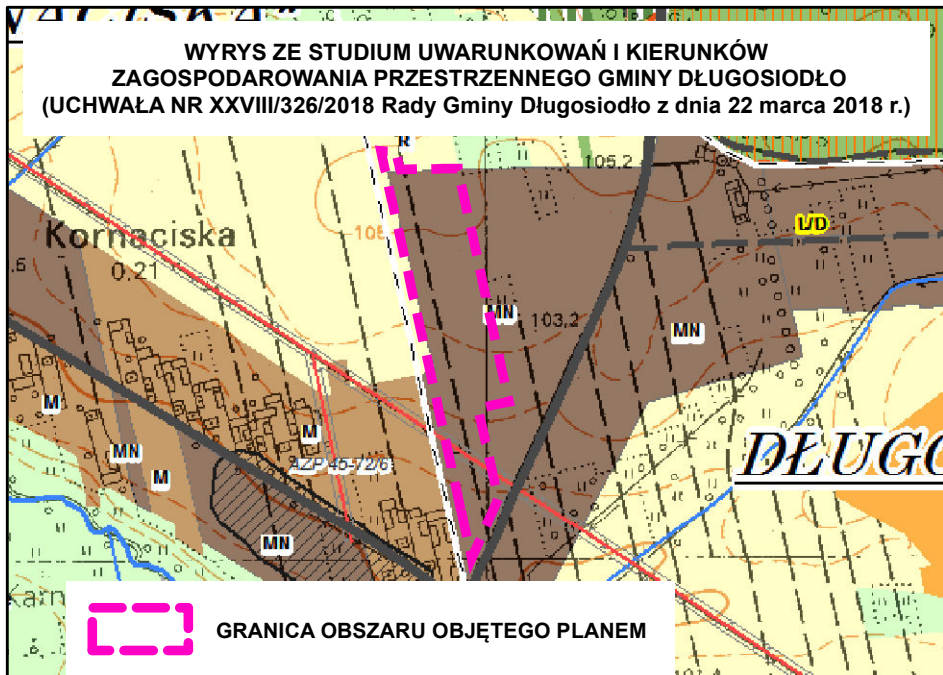 WYRYS ZE STUDIUM UWARUNKOWAŃ I KIERUNKÓW
ZAGOSPODAROWANIA PRZESTRZENNEGO GMINY DŁUGOSIODŁO
(UCHWAŁA NR XXVIII/326/2018 Rady Gminy Długosiodło z dnia 22 marca 2018 r.)
R
105,2
L/D
Kornaciska
0.21
105
MN
103,2
MN
M
MN
M
M
AZP 45-72/6
DŁUGO
MN
GRANICA OBSZARU OBJĘTEGO PLANEM